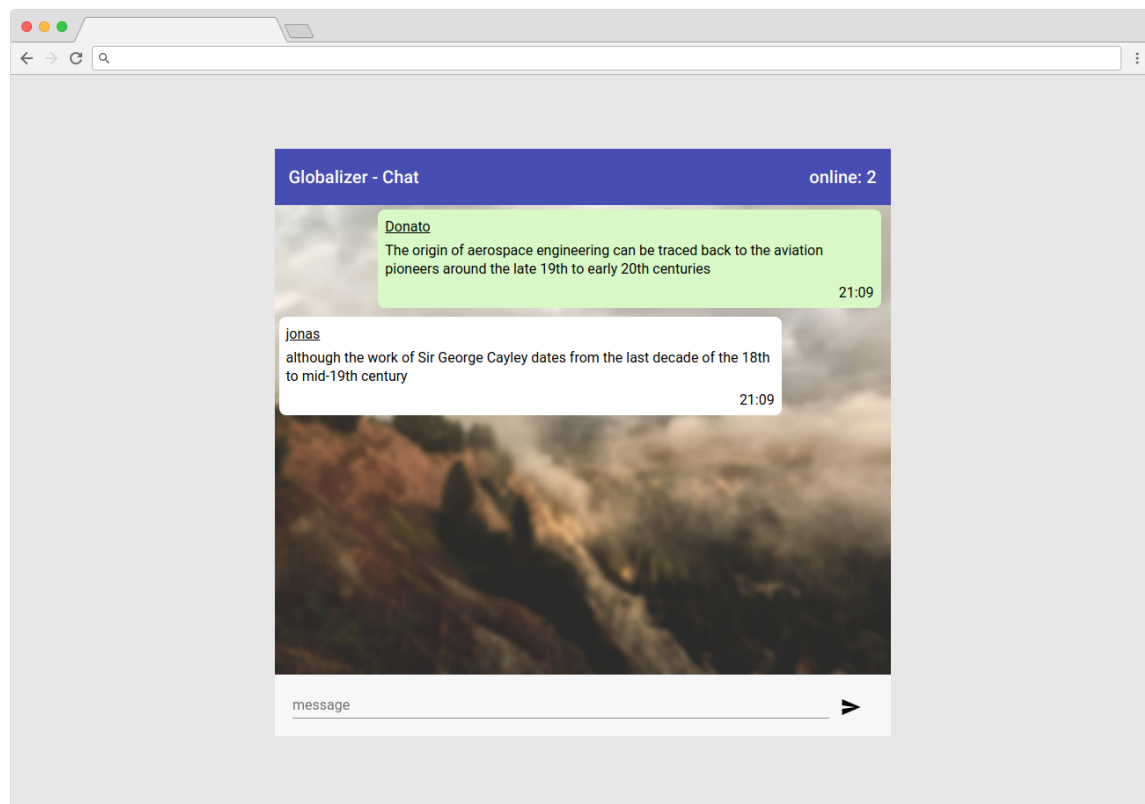 Globalizer - Chat
online: 2
Donato
The origin of aerospace engineering can be traced back to the aviation
pioneers around the late 19th to early 20th centuries
21:09
jonas
although the work of Sir George Cayley dates from the last decade of the 18th
to mid-19th century
21:09
message